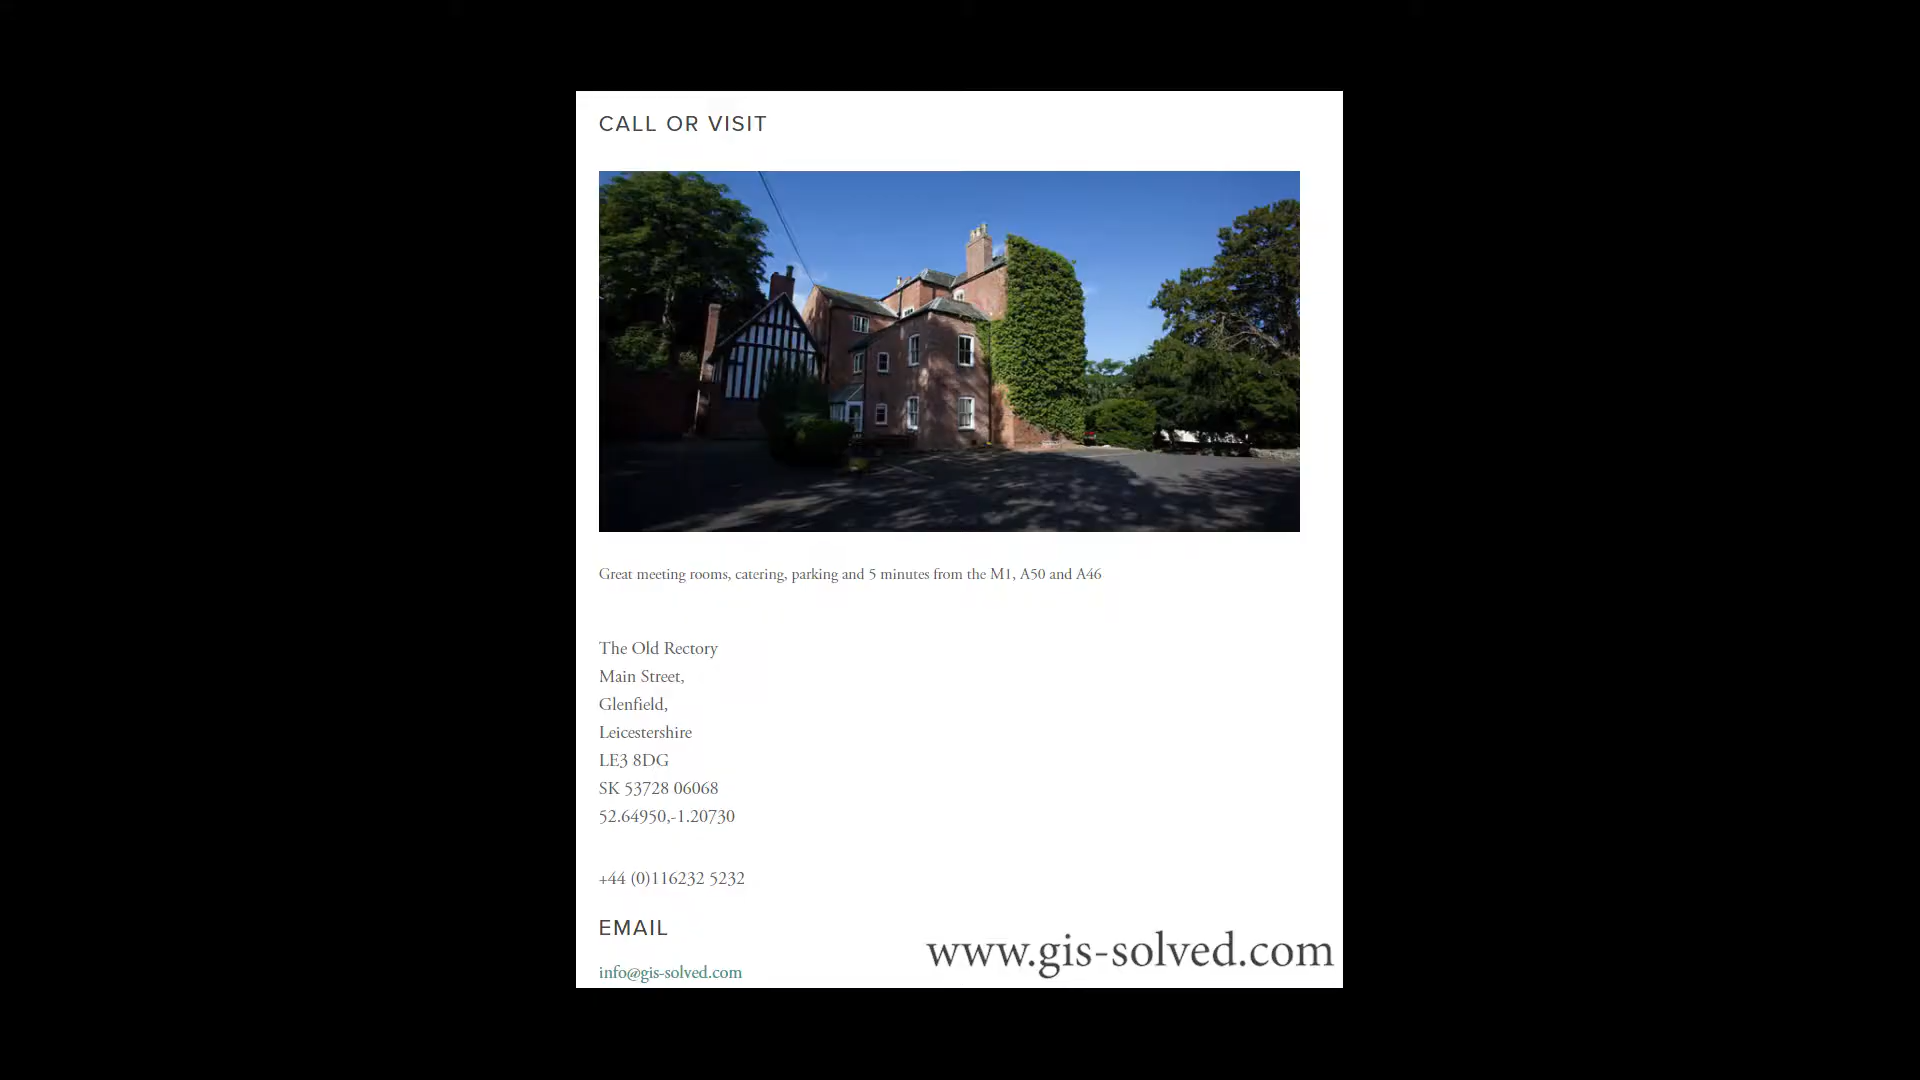 CALL OR VISIT
Great meeting rooms, catering, parking and 5 minutes from the M1, A50 and A46
The Old Rectory
Main Street,
Glenfield,
Leicestershire
LE3 8DG
SK 53728 06068
52.64950,-1.20730
+44 (0)116232 5232
EMAIL
info@gis-solved.com
www.gis-solved.com